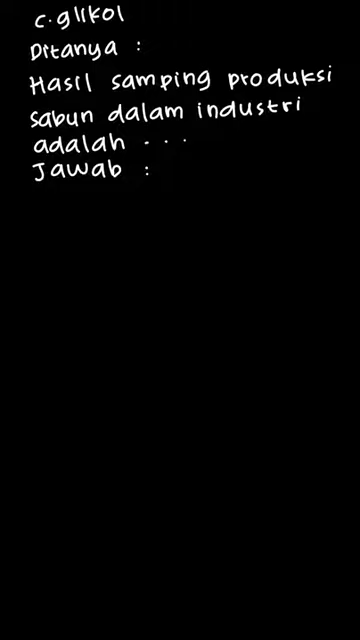 c. glikol
Ditanya :
Hasil samping produksi
sabun dalam industri
adalah . . .
Jawab :